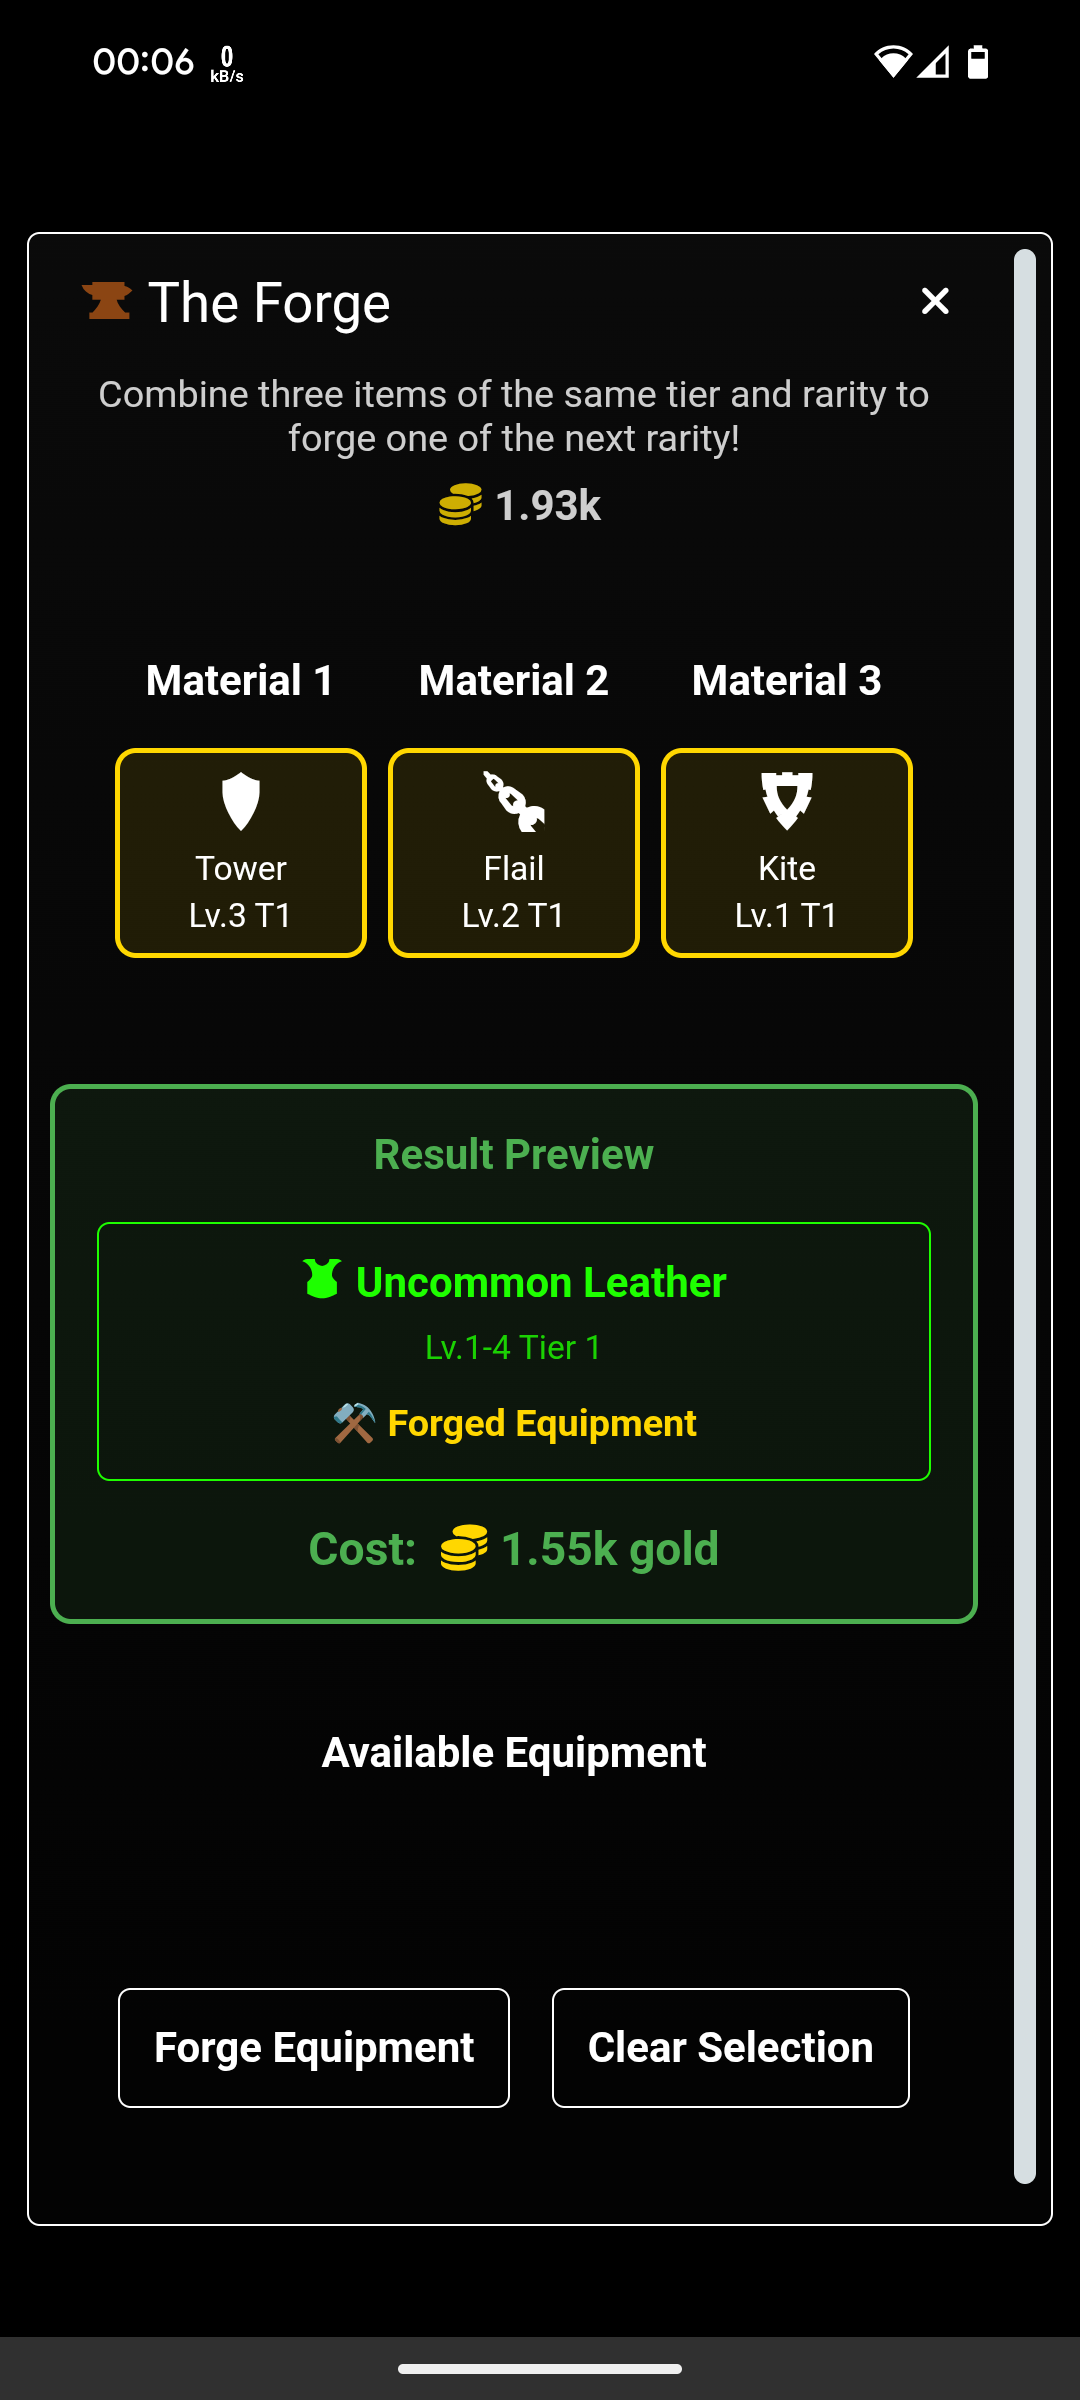 00:06
0
kB/s
The Forge
Combine three items of the same tier and rarity to
forge one of the next rarity!
1.93k
Material 1
Material 2
Material 3
Tower
Lv.3 T1
Flail
Lv.2 T1
Kite
Lv.1 T1
Result Preview
Uncommon Leather
Lv.1-4 Tier 1
Forged Equipment
Cost: 1.55k gold
Available Equipment
Forge Equipment
Clear Selection